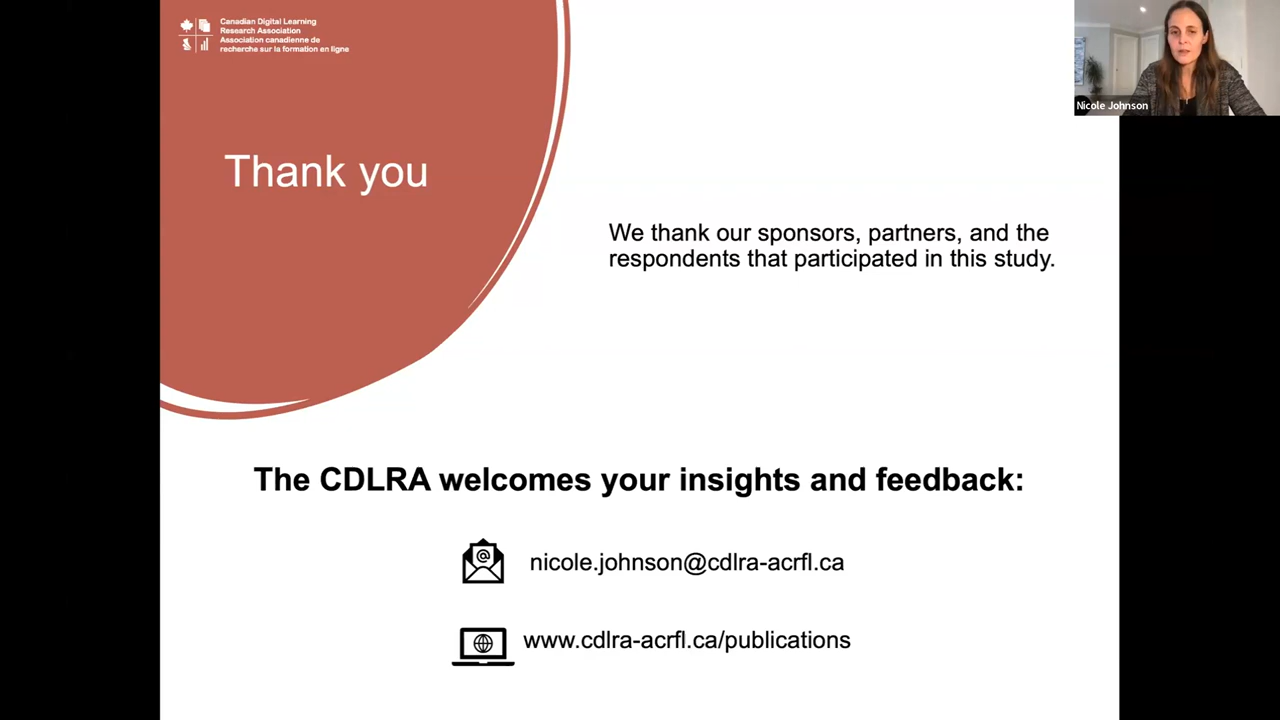 Canadian Digital Learning
Research Association
Association canadienne de
recherche sur la formation en ligne
Nicole Johnson
Thank you
We thank our sponsors, partners, and the
respondents that participated in this study.
The CDLRA welcomes your insights and feedback:
nicole.johnson@cdlra-acrfl.ca
www.cdlra-acrfl.ca/publications